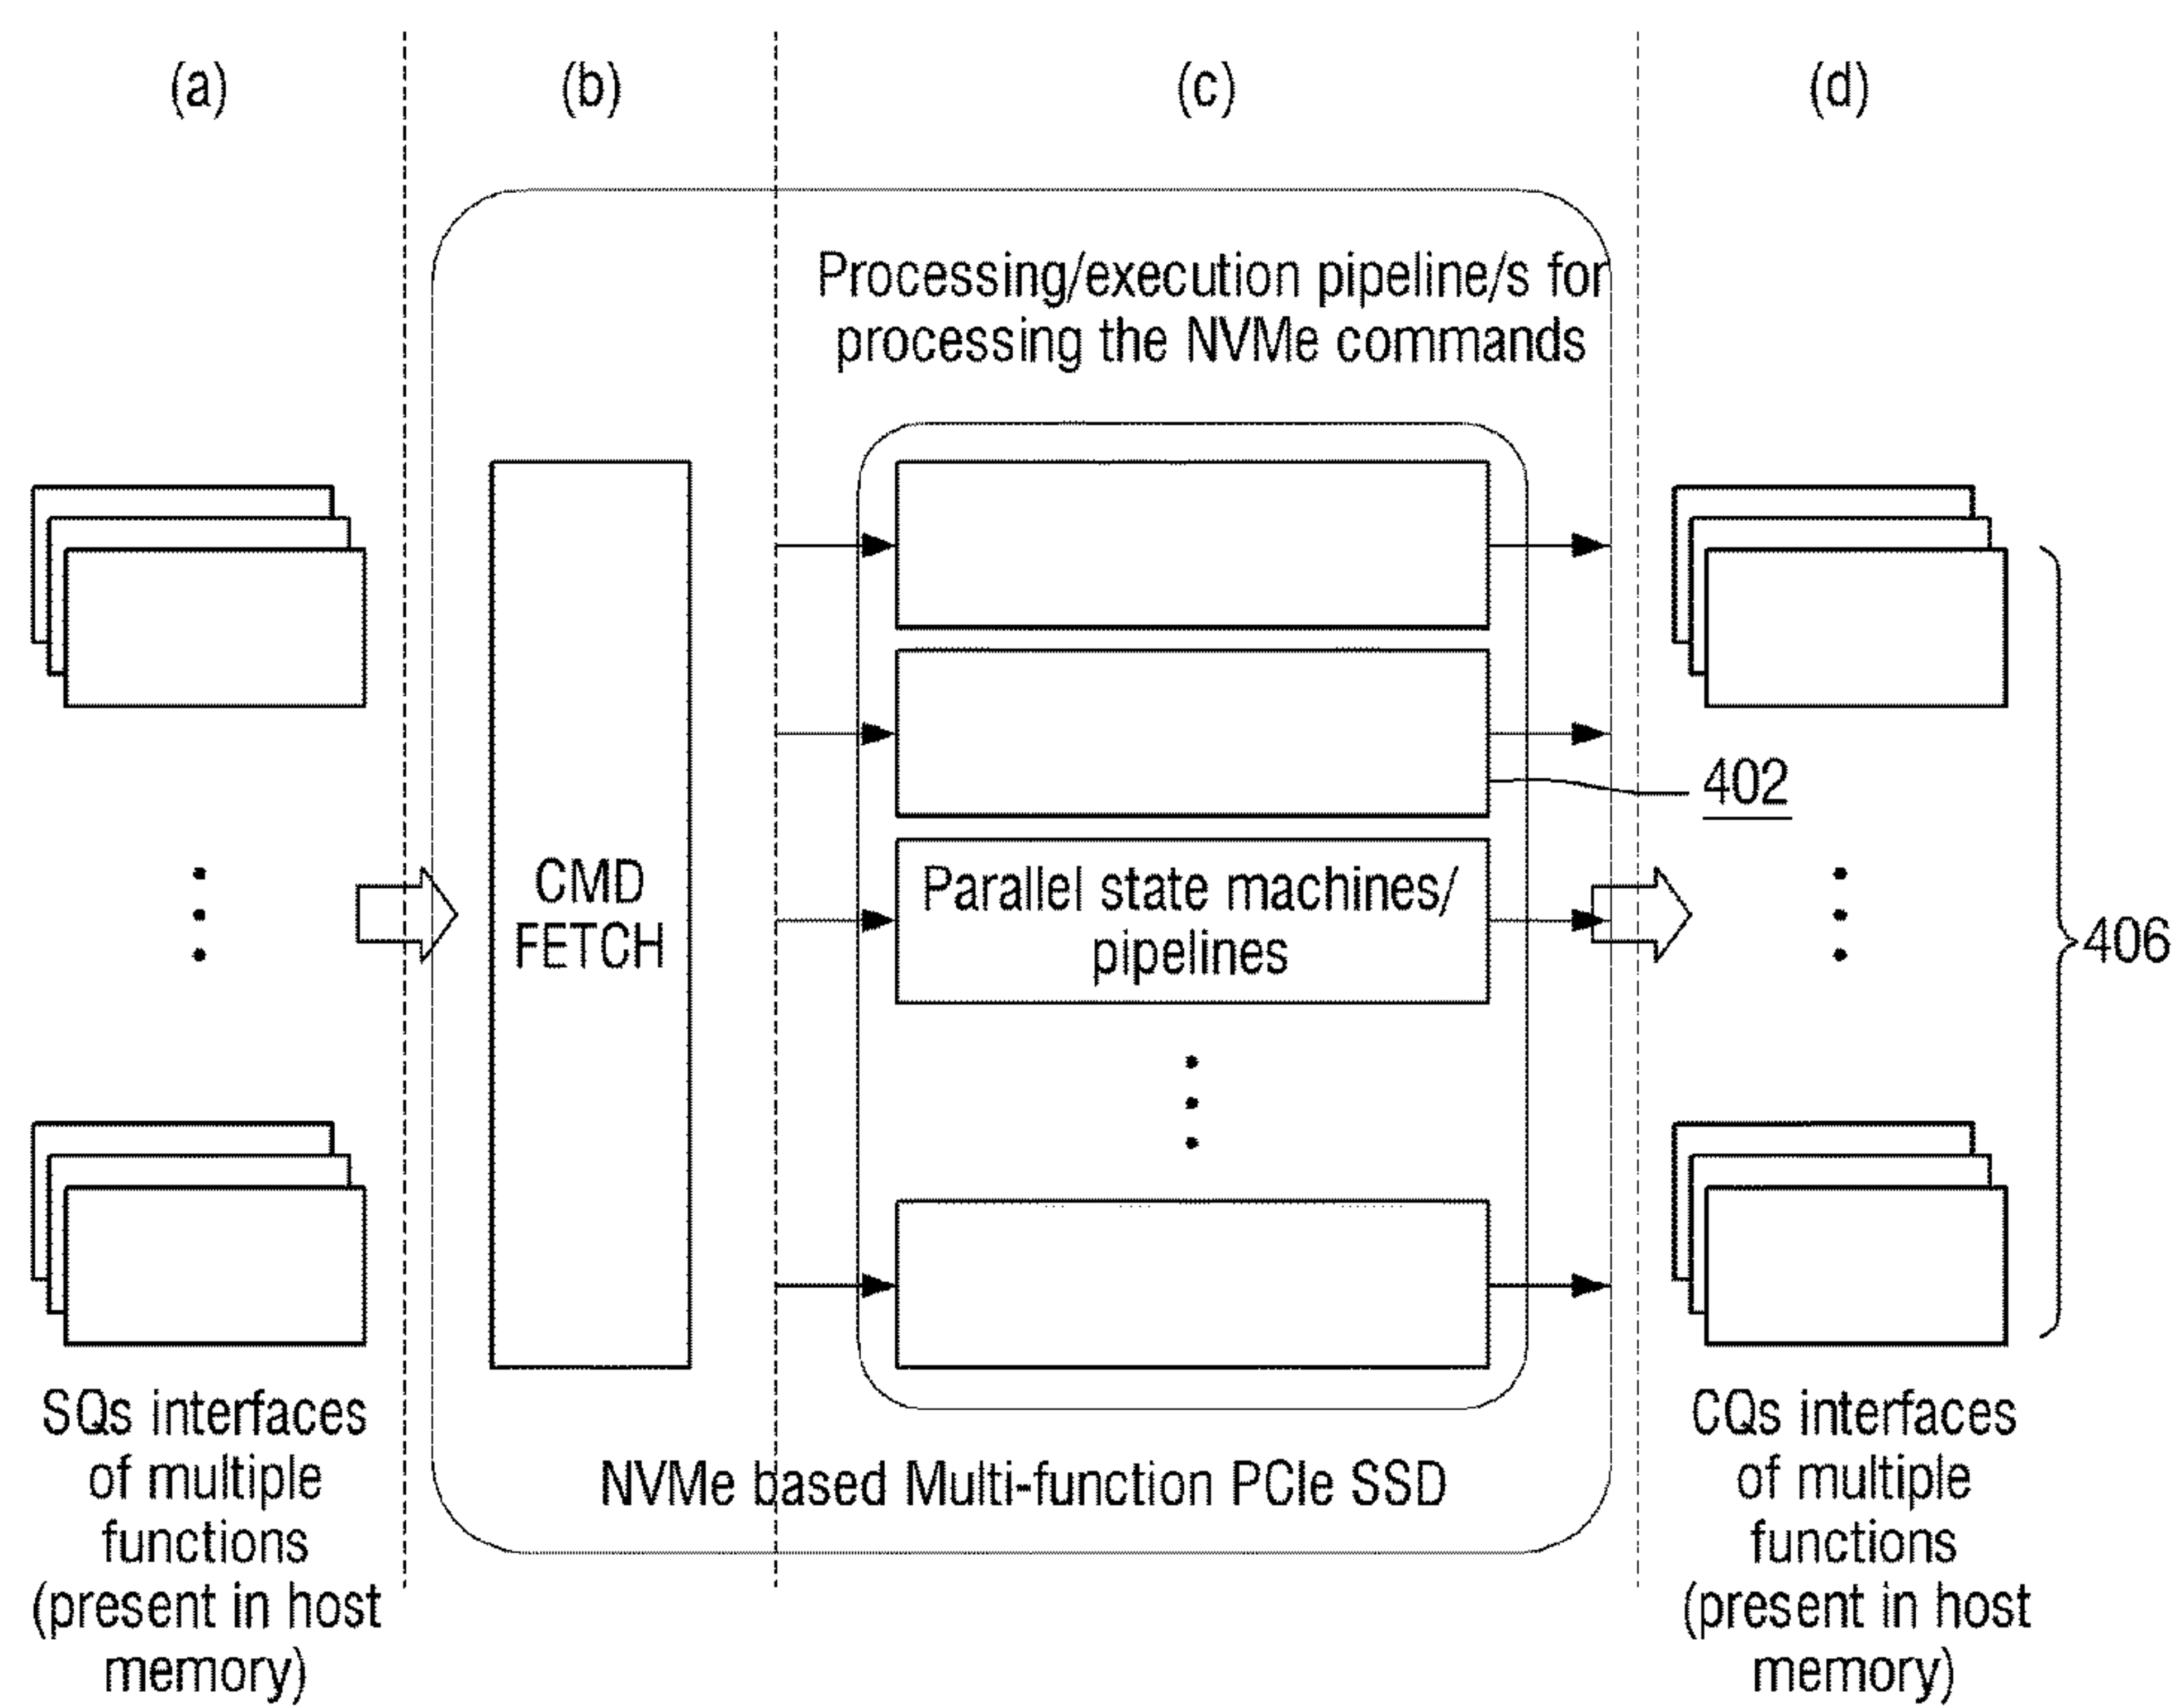 (a)
(b)
(c)
(d)
Processing/execution pipeline/s for
processing the NVMe commands
CMD
FETCH
Parallel state machines/
pipelines
402
406
SQs interfaces
of multiple
functions
(present in host
memory)
NVMe based Multi-function PCIe SSD
CQs interfaces
of multiple
functions
(present in host
memory)